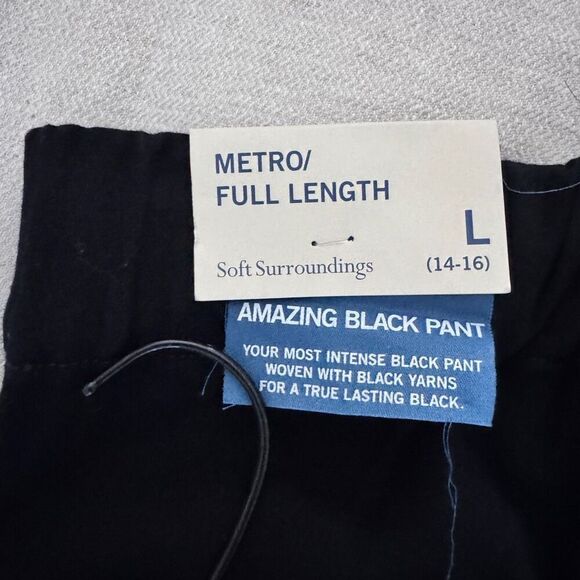 METRO/
FULL LENGTH
L
Soft Surroundings (14-16)
AMAZING BLACK PANT
YOUR MOST INTENSE BLACK PANT
WOVEN WITH BLACK YARNS
FOR A TRUE LASTING BLACK.